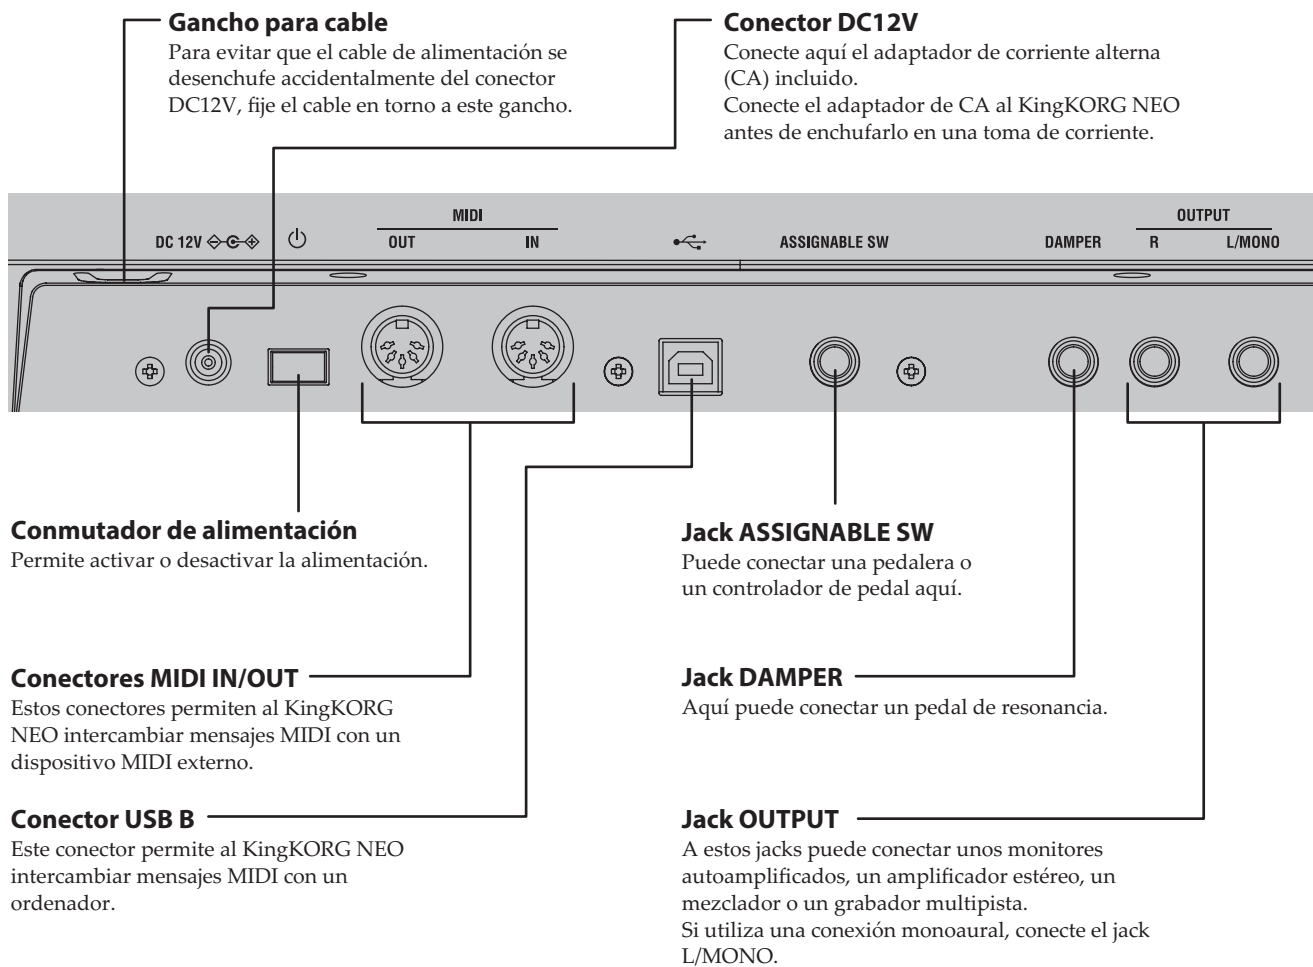 Gancho para cable
Para evitar que el cable de alimentación se
desenchufe accidentalmente del conector
DC12V, fije el cable en torno a este gancho.
Conector DC12V
Conecte aquí el adaptador de corriente alterna
(CA) incluido.
Conecte el adaptador de CA al KingKORG NEO
antes de enchufarlo en una toma de corriente.
MIDI
OUTPUT
DC 12V
OUT
IN
ASSIGNABLE SW
DAMPER
R
L/MONO
Conmutador de alimentación
Permite activar o desactivar la alimentación.
Jack ASSIGNABLE SW
Puede conectar una pedalera o
un controlador de pedal aquí.
Conectores MIDI IN/OUT
Estos conectores permiten al KingKORG
NEO intercambiar mensajes MIDI con un
dispositivo MIDI externo.
Jack DAMPER
Aquí puede conectar un pedal de resonancia.
Conector USB B
Este conector permite al KingKORG NEO
intercambiar mensajes MIDI con un
ordenador.
Jack OUTPUT
A estos jacks puede conectar unos monitores
autoamplificados, un amplificador estéreo, un
mezclador o un grabador multipista.
Si utiliza una conexión monoaural, conecte el jack
L/MONO.